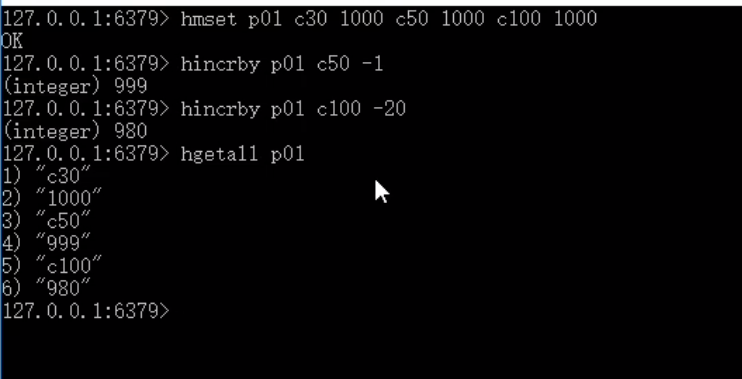 127.0.0.1:6379> hmset p01 c30 1000 c50 1000 c100 1000
OK
127.0.0.1:6379> hincrby p01 c50 -1
(integer) 999
127.0.0.1:6379> hincrby p01 c100 -20
(integer) 980
127.0.0.1:6379> hgetall p01
1) "c30"
2) "1000"
3) "c50"
4) "999"
5) "c100"
6) "980"
127.0.0.1:6379>